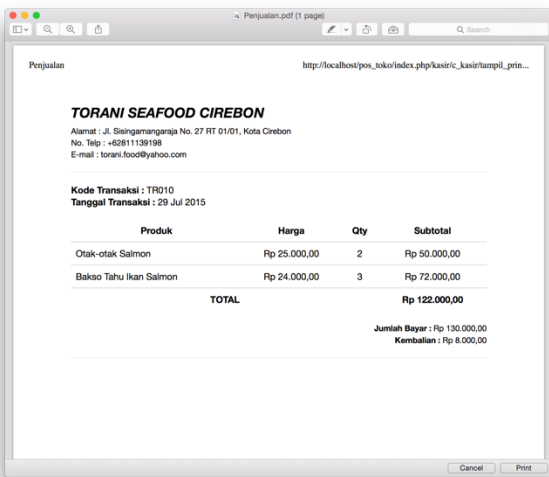 Penjualan.pdf (1 page)
Search
Penjualan http://localhost/pos_toko/index.php/kasir/c_kasir/tampil_prin...
TORANI SEAFOOD CIREBON
Alamat : Jl. Sisingamangaraja No. 27 RT 01/01, Kota Cirebon
No. Telp : +62811139198
E-mail : torani.food@yahoo.com
Kode Transaksi : TR010
Tanggal Transaksi : 29 Jul 2015
Produk Harga Qty Subtotal
Otak-otak Salmon Rp 25.000,00 2 Rp 50.000,00
Bakso Tahu Ikan Salmon Rp 24.000,00 3 Rp 72.000,00
TOTAL Rp 122.000,00
Jumlah Bayar : Rp 130.000,00
Kembalian : Rp 8.000,00
Cancel Print